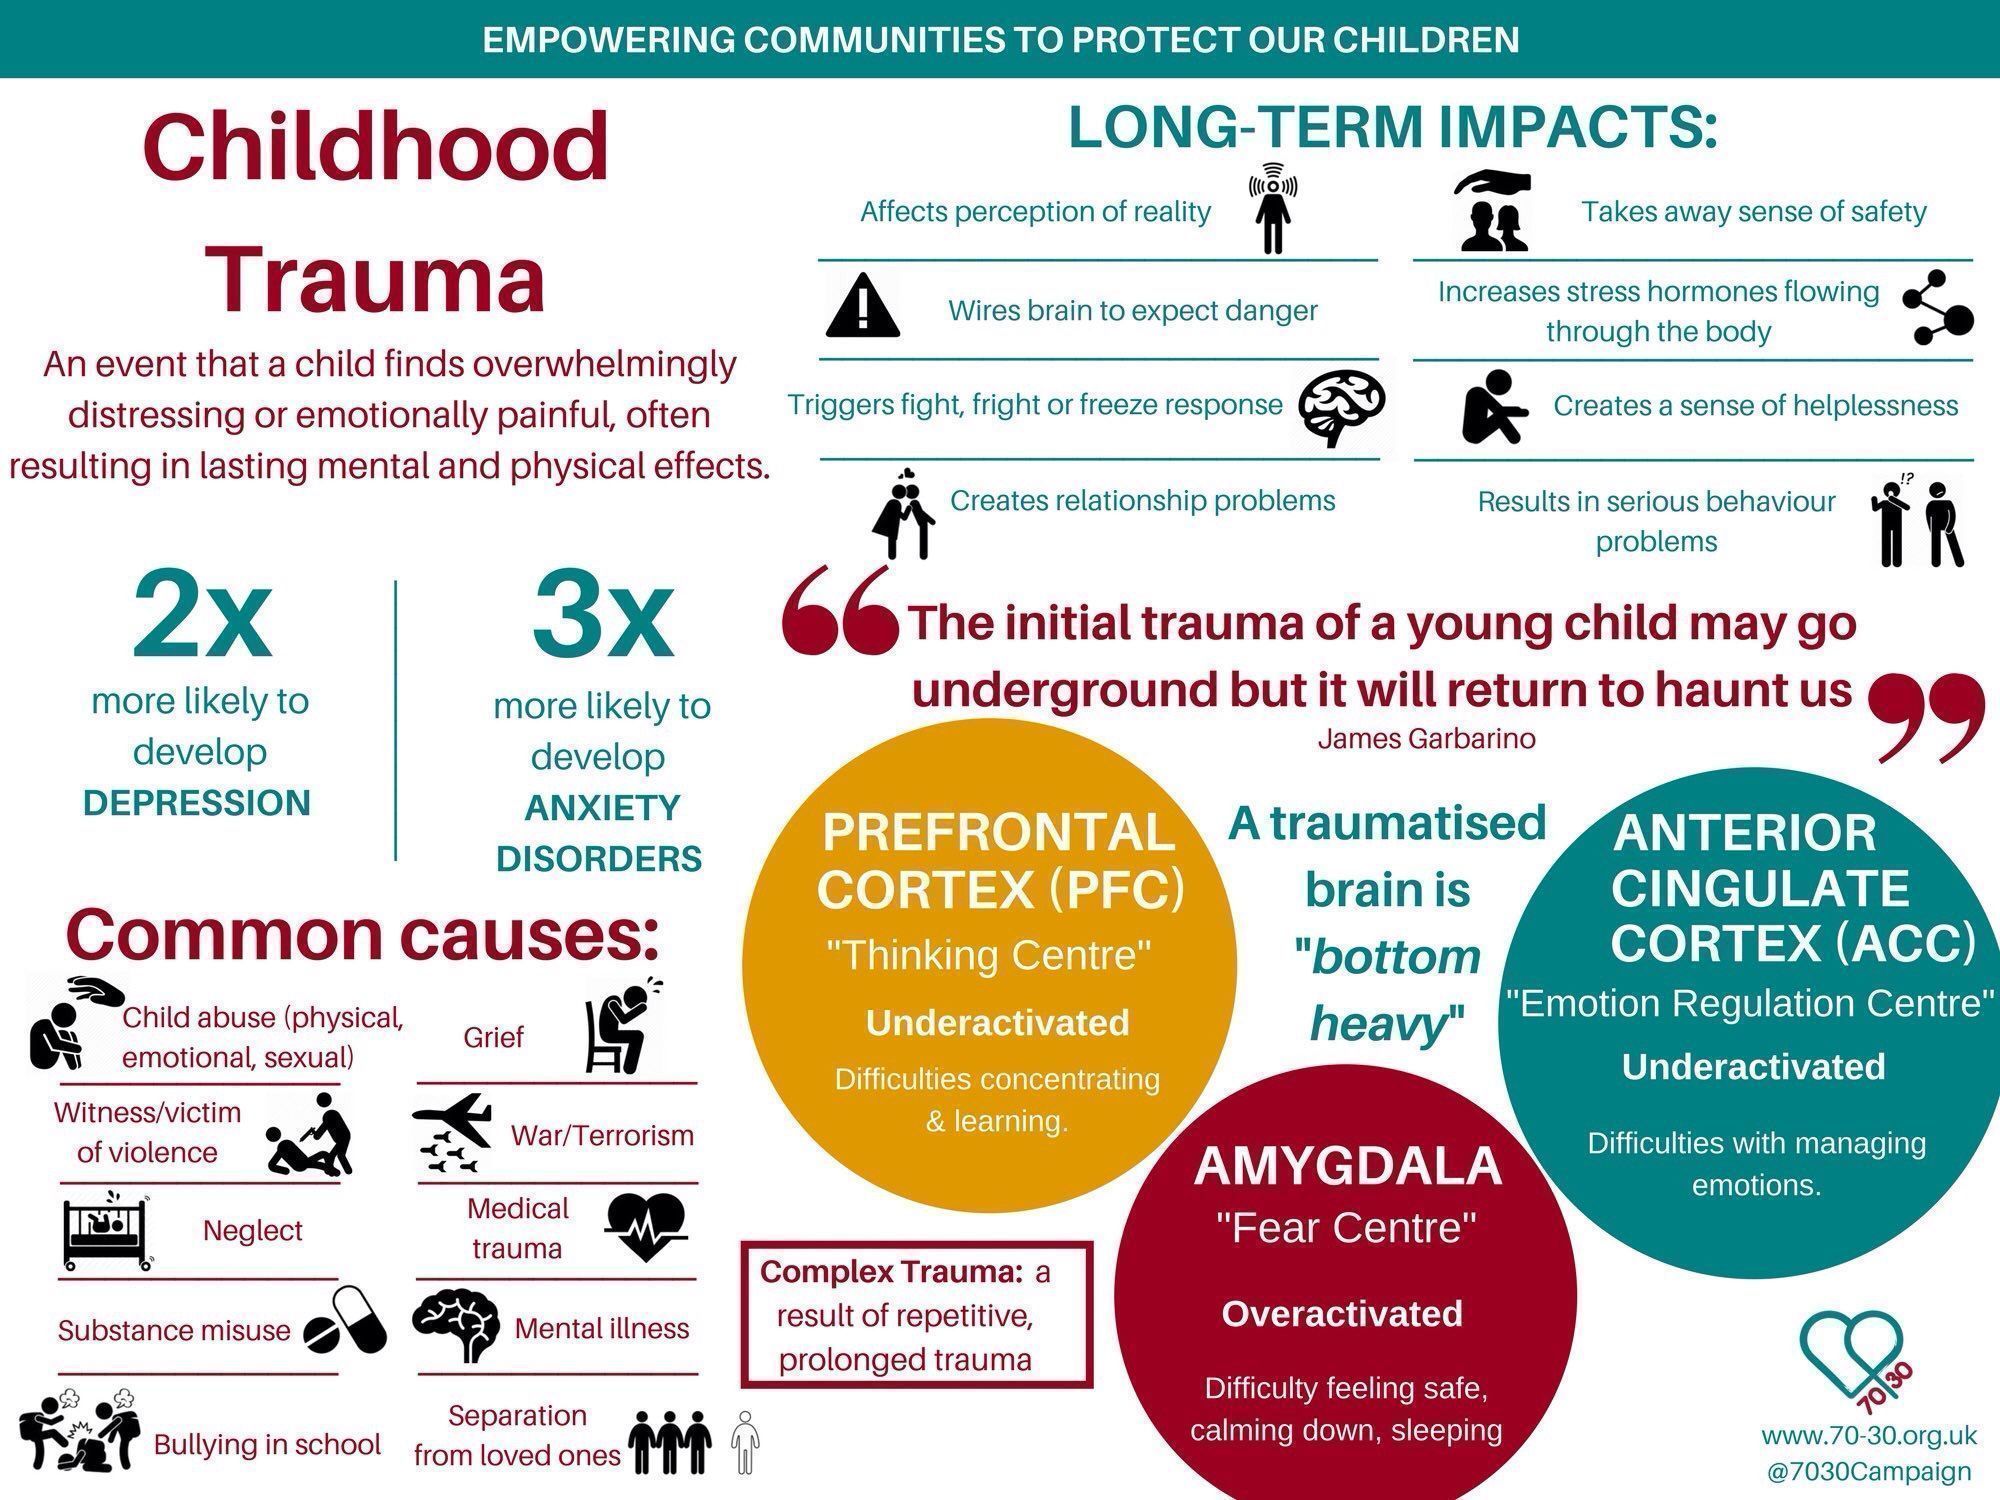 EMPOWERING COMMUNITIES TO PROTECT OUR CHILDREN
Childhood
Trauma
An event that a child finds overwhelmingly
distressing or emotionally painful, often
resulting in lasting mental and physical effects.
2x
more likely to
develop
DEPRESSION
3x
more likely to
develop
ANXIETY
DISORDERS
Common causes:
Child abuse (physical,
emotional, sexual)
Grief
Witness/victim
of violence
War/Terrorism
Neglect
Medical
trauma
Substance misuse
Mental illness
Bullying in school
Separation
from loved ones
LONG-TERM IMPACTS:
Affects perception of reality
Takes away sense of safety
Wires brain to expect danger
Increases stress hormones flowing
through the body
Triggers fight, fright or freeze response
Creates a sense of helplessness
Creates relationship problems
Results in serious behaviour
problems
!?
“The initial trauma of a young child may go
underground but it will return to haunt us”
James Garbarino
PREFRONTAL
CORTEX (PFC)
"Thinking Centre"
Underactivated
Difficulties concentrating
& learning.
A traumatised
brain is
"bottom
heavy"
ANTERIOR
CINGULATE
CORTEX (ACC)
"Emotion Regulation Centre"
Underactivated
Difficulties with managing
emotions.
AMYGDALA
"Fear Centre"
Overactivated
Difficulty feeling safe,
calming down, sleeping
Complex Trauma: a
result of repetitive,
prolonged trauma
70/30
www.70-30.org.uk
@7030Campaign